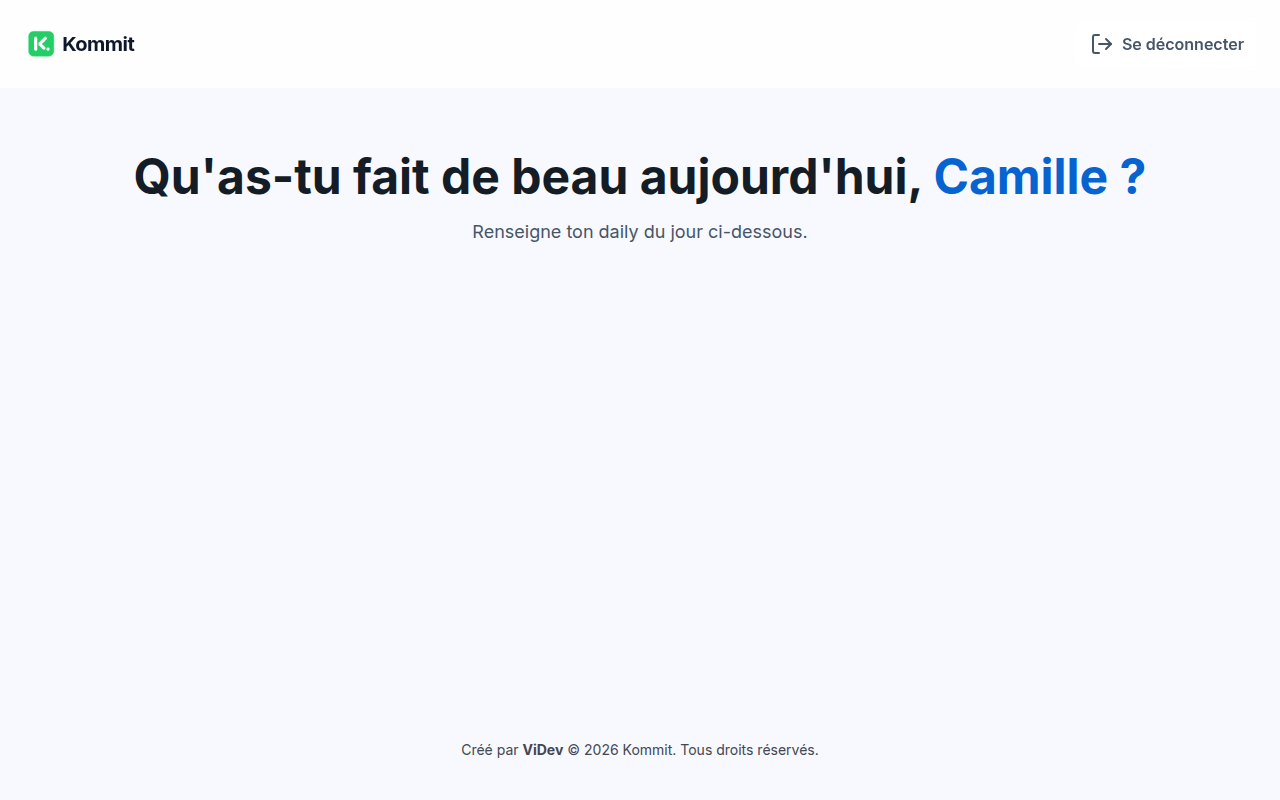 Kommit
Se déconnecter
Qu'as-tu fait de beau aujourd'hui, Camille ?
Renseigne ton daily du jour ci-dessous.
Créé par ViDev © 2026 Kommit. Tous droits réservés.